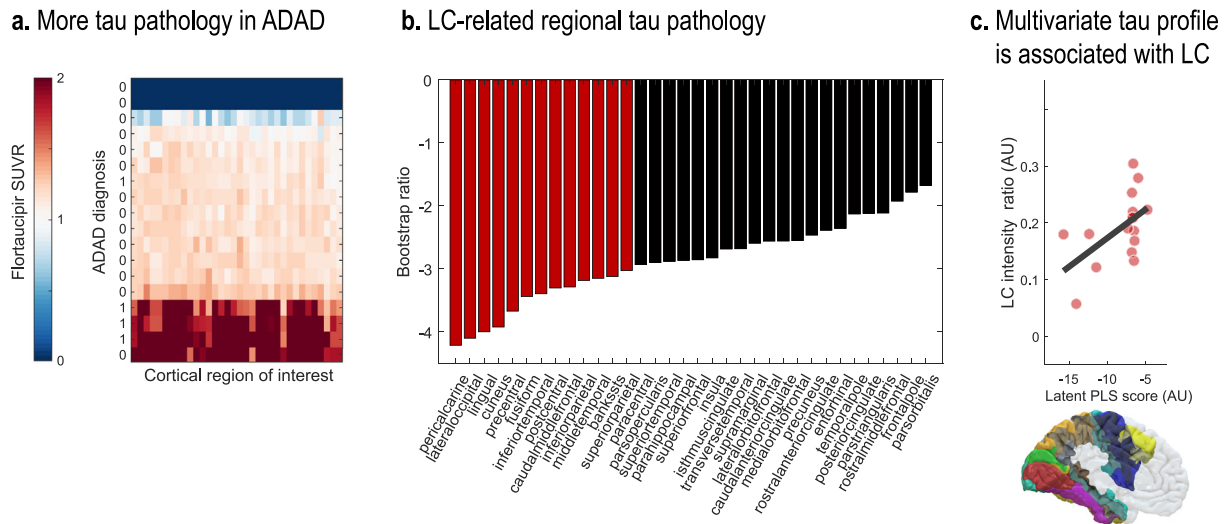 a. More tau pathology in ADAD
Flortaucipir SUVR
2
1
0
ADAD diagnosis
0
0
0
0
0
0
1
0
0
0
0
0
0
0
1
1
1
0
Cortical region of interest
b. LC-related regional tau pathology
Bootstrap ratio
0
-1
-2
-3
-4
pericalcarine
lateraloccipital
lingual
cuneus
precentral
fusiform
inferiortemporal
postcentral
caudalmiddlefrontal
inferiorparietal
middletemporal
bankssts
superiorparietal
paracentral
parsopercularis
superiortemporal
parahippocampal
superiorfrontal
insula
isthmuscingulate
transversetemporal
supramarginal
lateralorbitofrontal
caudalanteriorcingulate
medialorbitofrontal
precuneus
rostralanteriorcingulate
entorhinal
temporalpole
posteriorcingulate
parstriangularis
rostralmiddlefrontal
frontalpole
parsorbitalis
c. Multivariate tau profile
is associated with LC
LC intensity ratio (AU)
0.3
0.2
0.1
0
-15
-10
-5
Latent PLS score (AU)